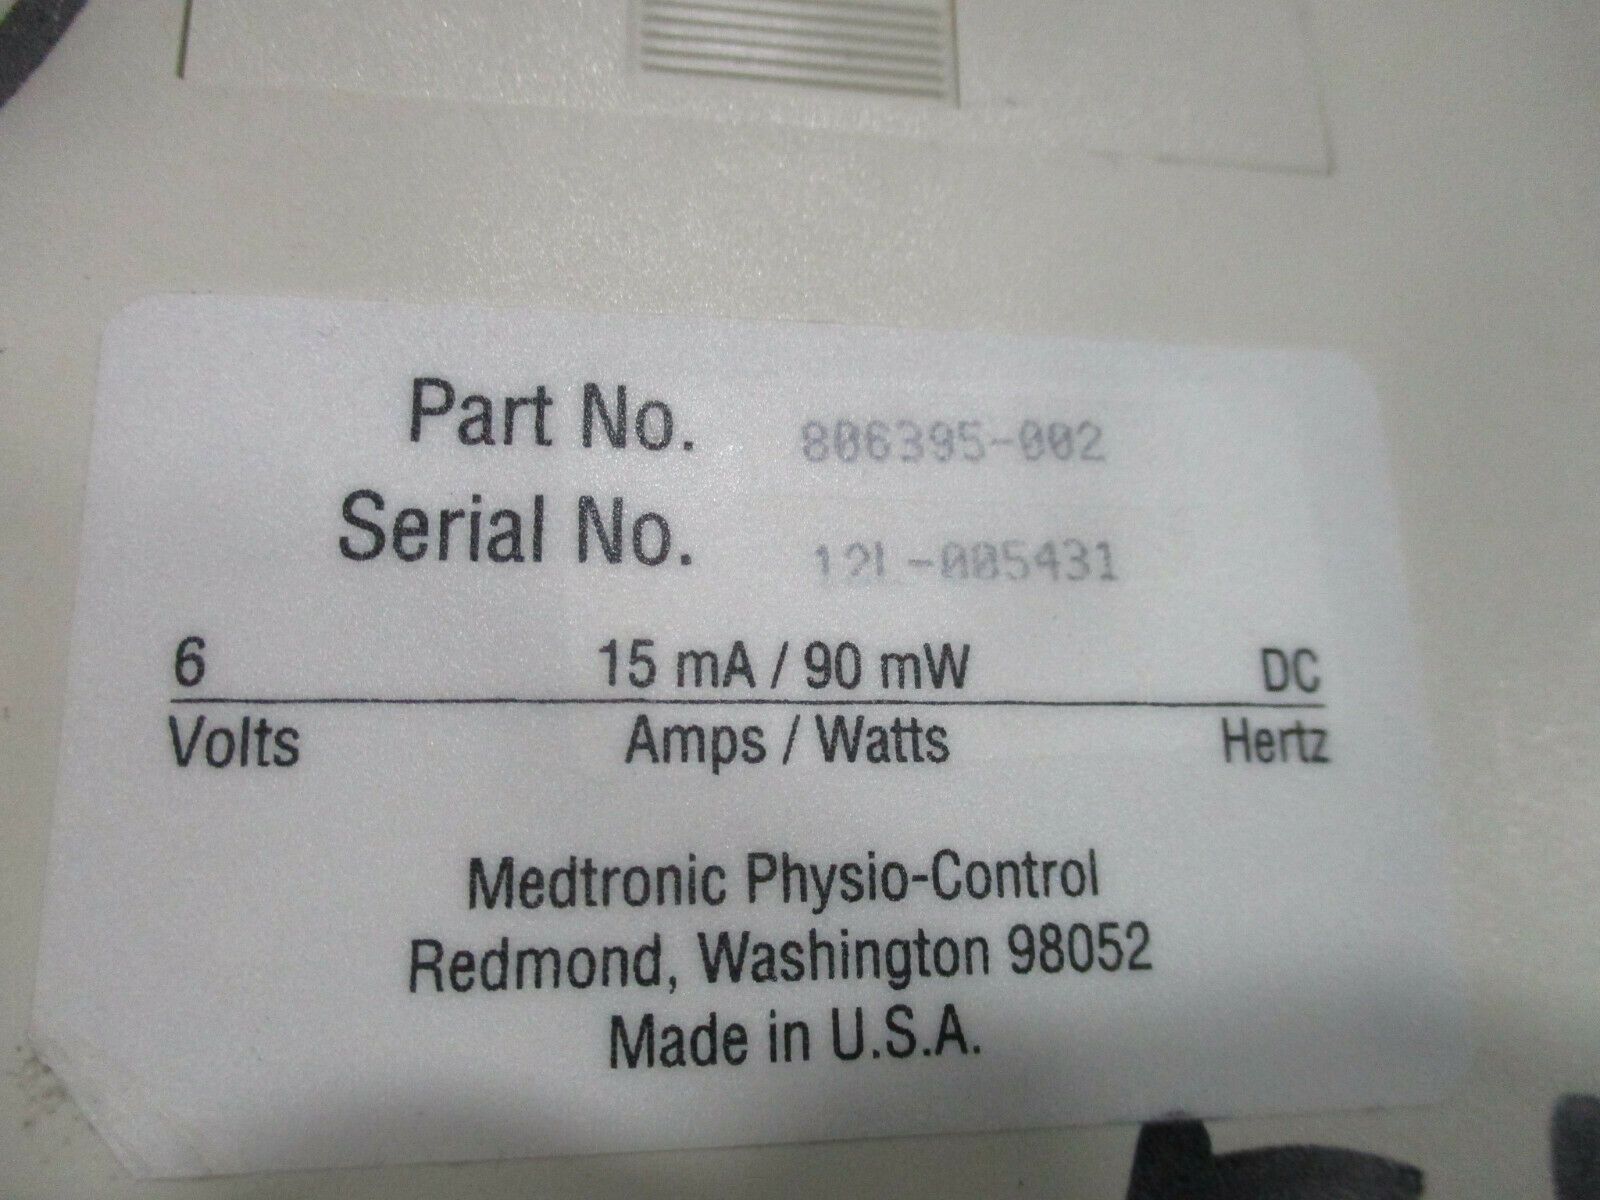 Part No. 806395-002
Serial No. 12L-005431
6 15 mA / 90 mW DC
Volts Amps / Watts Hertz
Medtronic Physio-Control
Redmond, Washington 98052
Made in U.S.A.